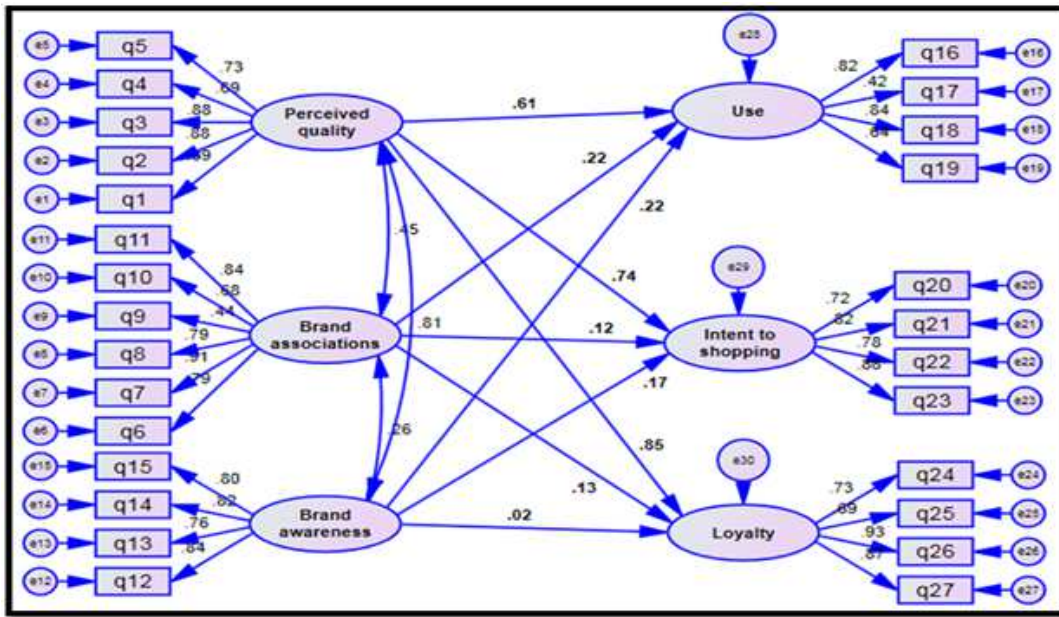 e5
q5
.73
e4
q4
.69
e3
q3
.88
e2
q2
.88
e1
q1
Perceived
quality
e11
q11
.84
e10
q10
.68
e9
q9
.44
e8
q8
.79
e7
q7
.91
e6
q6
.79
Brand
associations
e15
q15
.80
e14
q14
.82
e13
q13
.76
e12
q12
.84
Brand
awareness
.45
.81
.26
.61
.22
.22
.74
.12
.17
.85
.13
.02
e28
Use
.82
q16
e16
.42
q17
e17
.84
q18
e18
.64
q19
e19
e29
Intent to
shopping
.72
q20
e20
.82
q21
e21
.78
q22
e22
.88
q23
e23
e30
Loyalty
.73
q24
e24
q25
e25
.93
q26
e26
.87
q27
e27